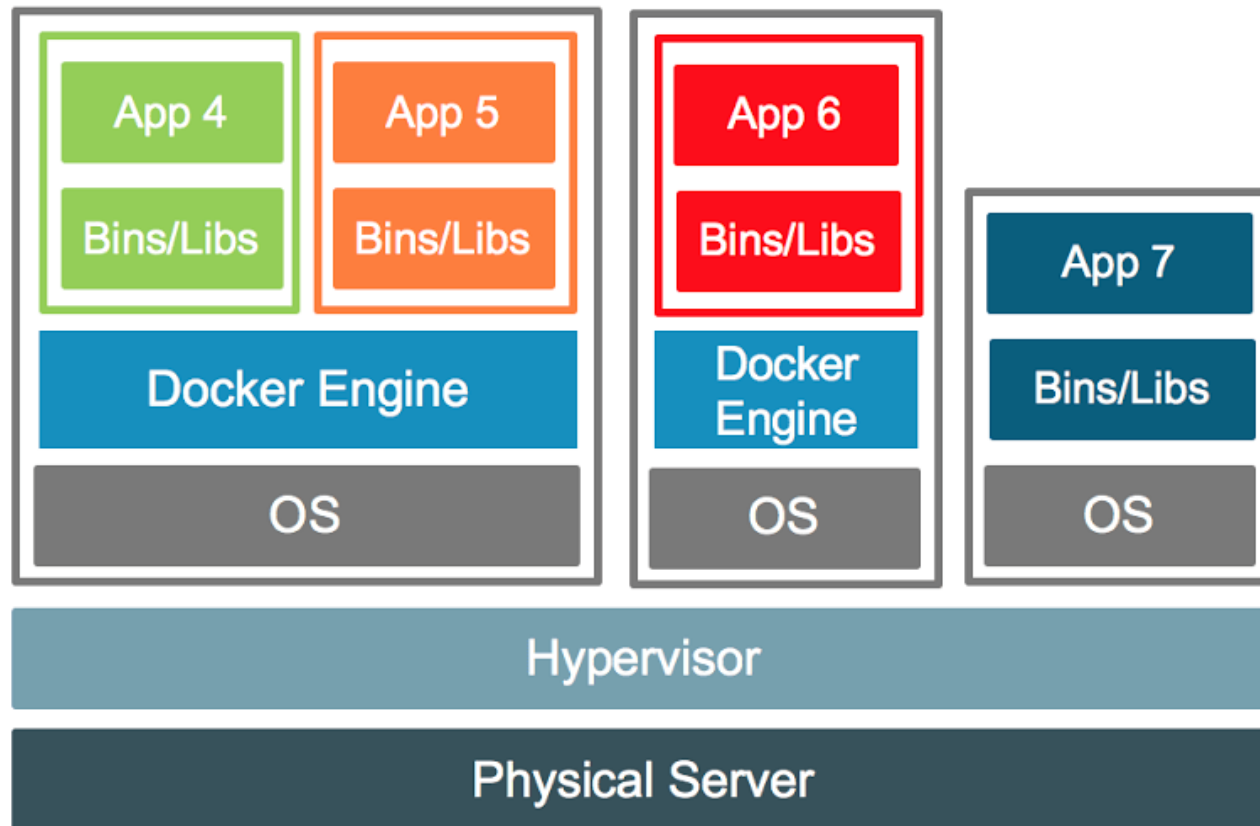 App 4
Bins/Libs
App 5
Bins/Libs
Docker Engine
OS
App 6
Bins/Libs
Docker
Engine
OS
App 7
Bins/Libs
OS
Hypervisor
Physical Server